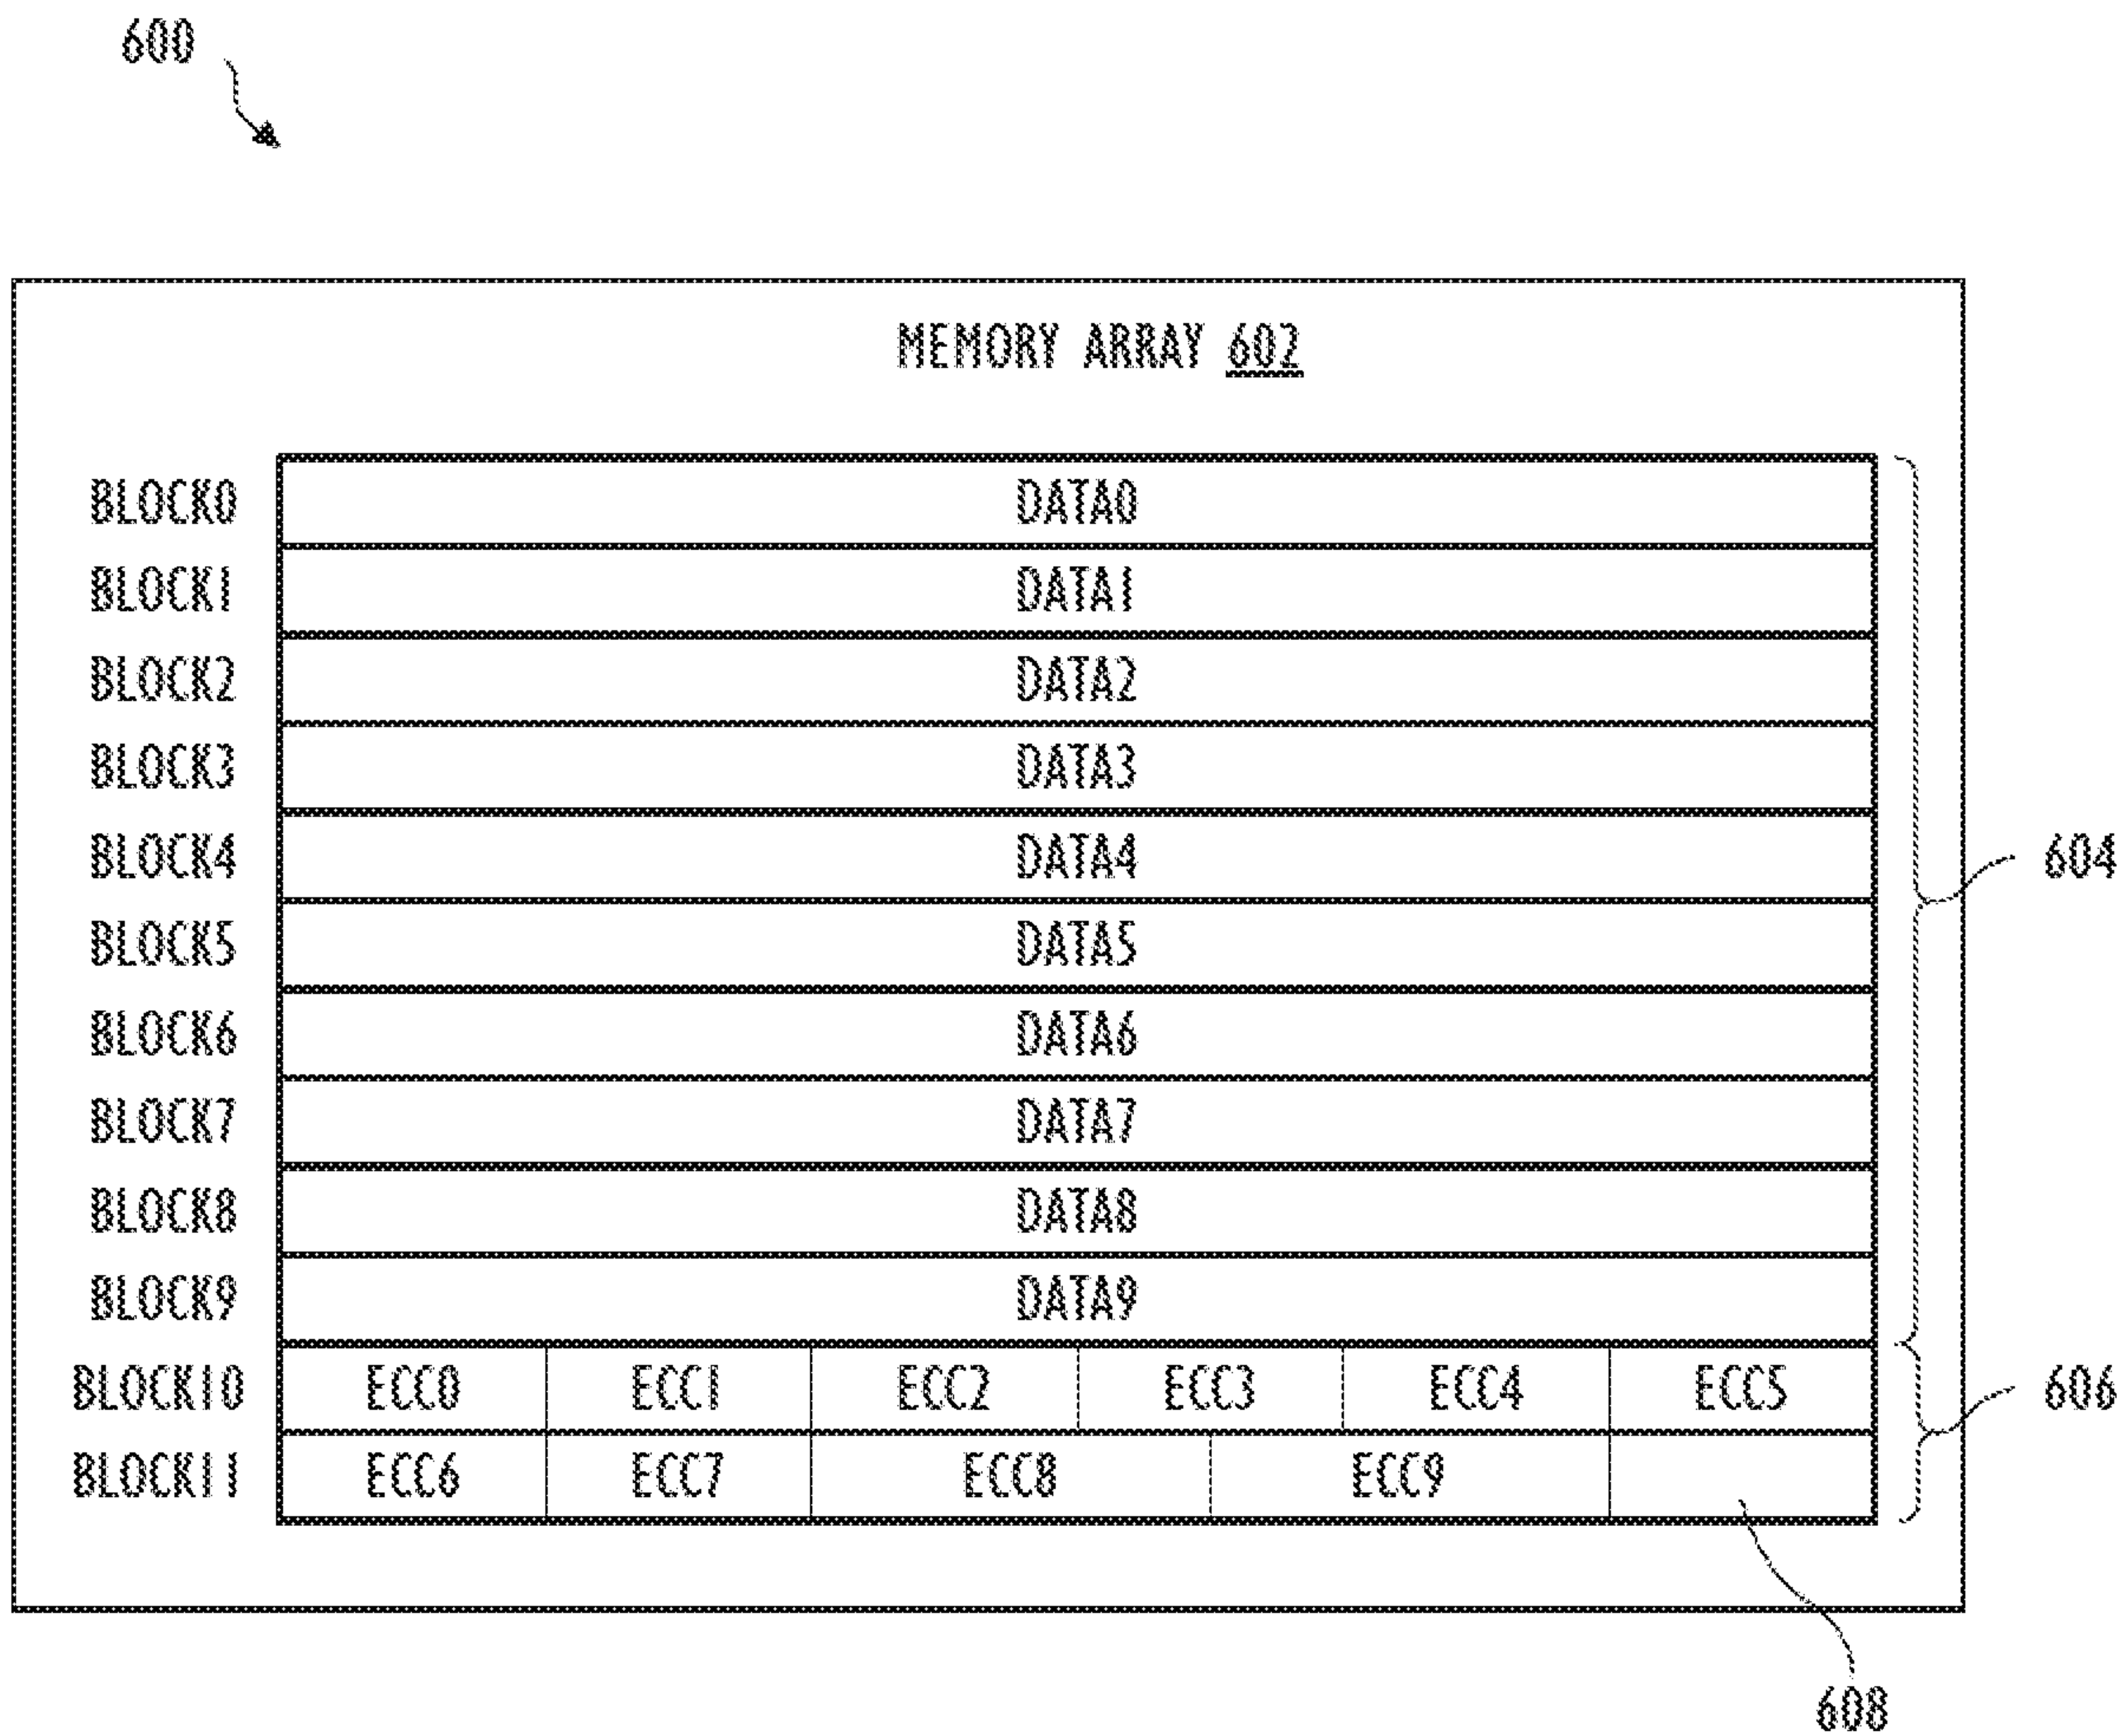 600
MEMORY ARRAY 602
BLOCK0 DATA0
BLOCK1 DATA1
BLOCK2 DATA2
BLOCK3 DATA3
BLOCK4 DATA4
604
BLOCK5 DATA5
BLOCK6 DATA6
BLOCK7 DATA7
BLOCK8 DATA8
BLOCK9 DATA9
BLOCK10 ECC0 ECC1 ECC2 ECC3 ECC4 ECC5
606
BLOCK11 ECC6 ECC7 ECC8 ECC9
608